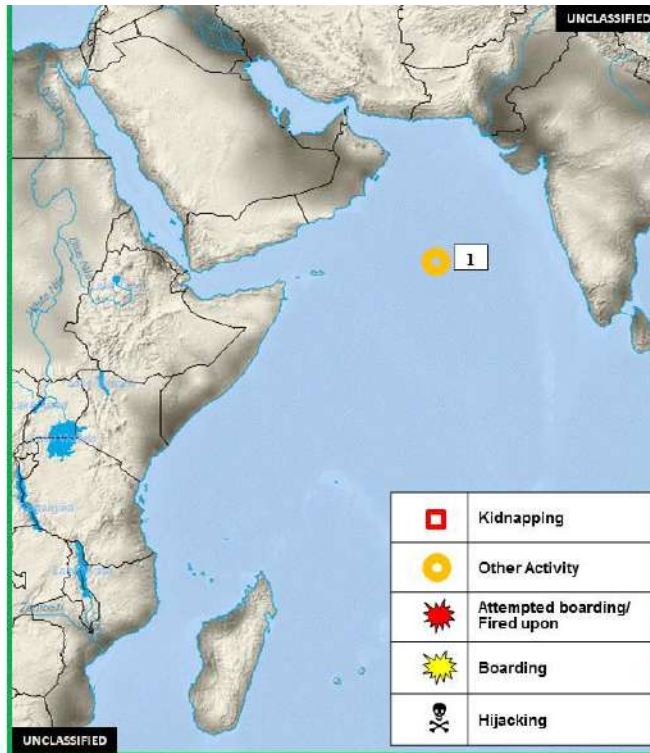 UNCLASSIFIED
1
Kidnapping
Other Activity
Attempted boarding/
Fired upon
Boarding
Hijacking
UNCLASSIFIED